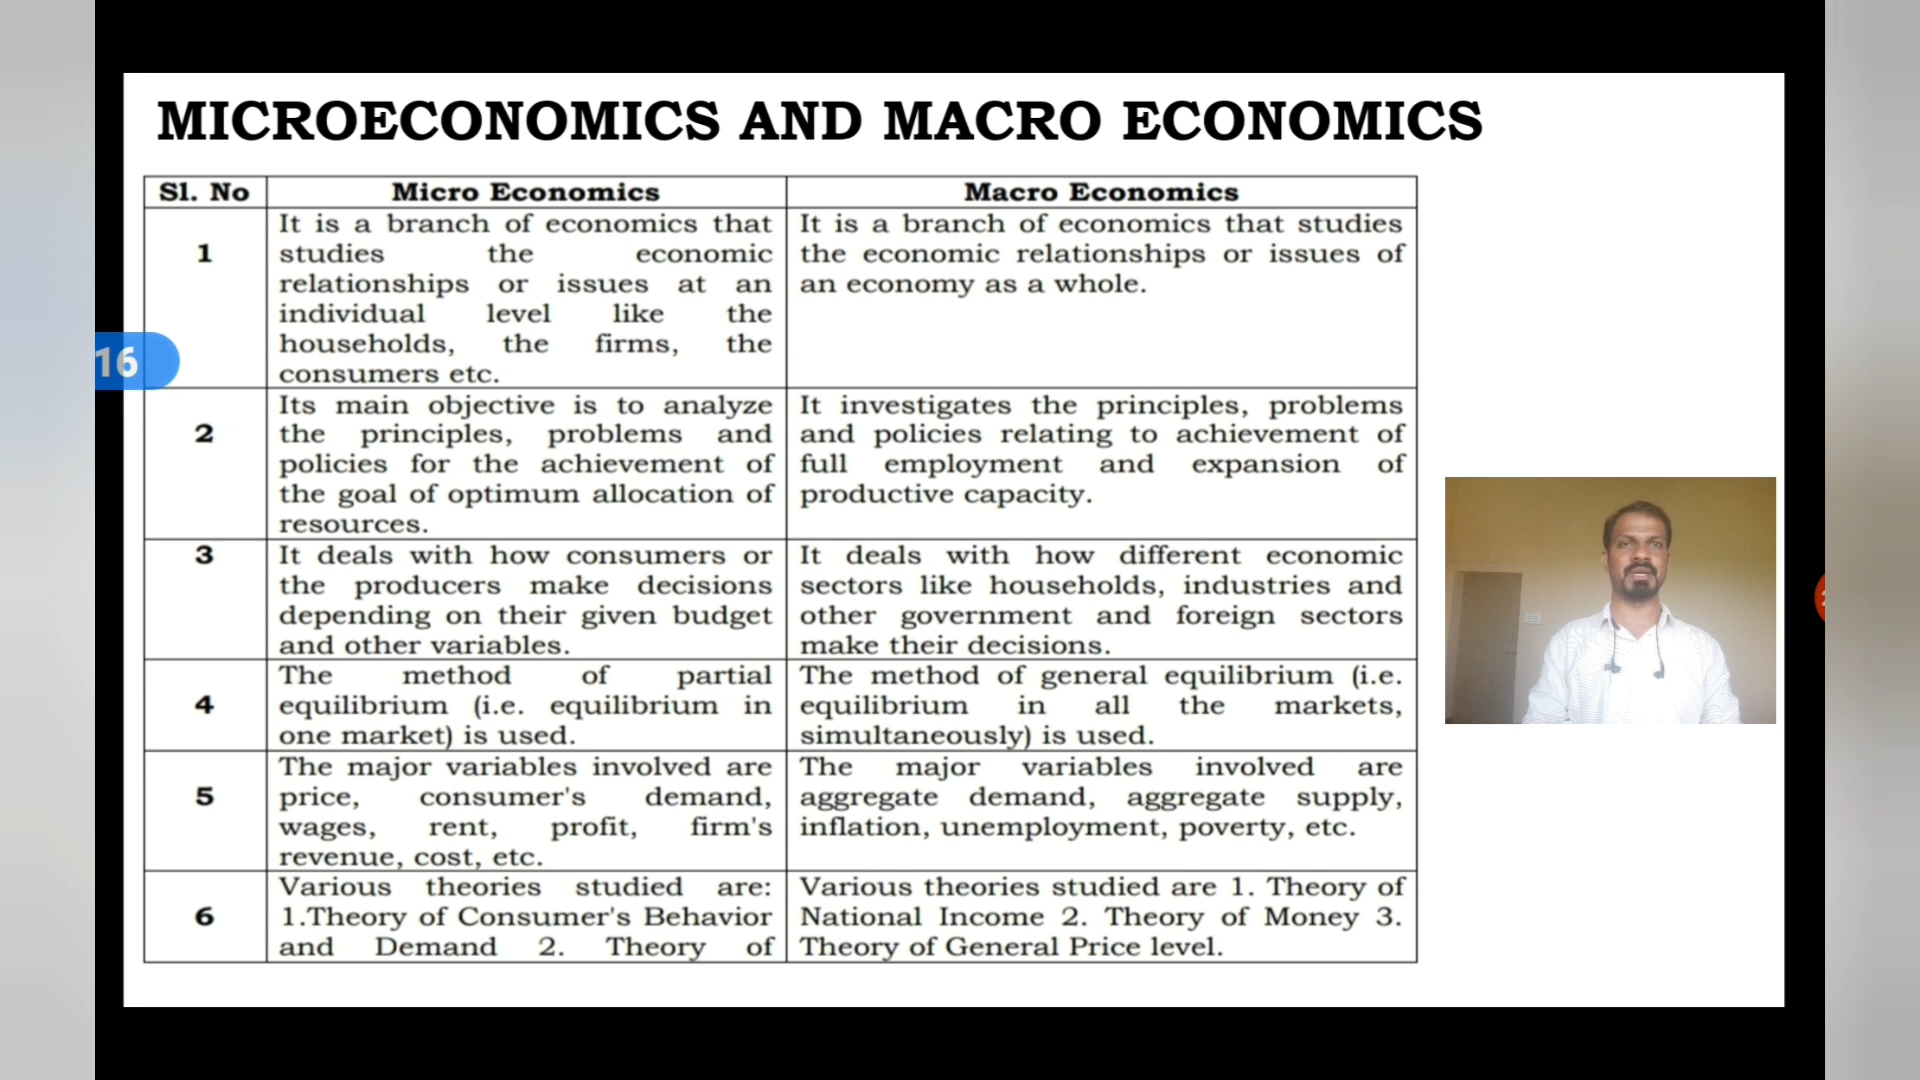 MICROECONOMICS AND MACRO ECONOMICS
Sl. No
Micro Economics
Macro Economics
1
It is a branch of economics that
studies the economic
relationships or issues at an
individual level like the
households, the firms, the
consumers etc.
It is a branch of economics that studies
the economic relationships or issues of
an economy as a whole.
16
2
Its main objective is to analyze
the principles, problems and
policies for the achievement of
the goal of optimum allocation of
resources.
It investigates the principles, problems
and policies relating to achievement of
full employment and expansion of
productive capacity.
3
It deals with how consumers or
the producers make decisions
depending on their given budget
and other variables.
It deals with how different economic
sectors like households, industries and
other government and foreign sectors
make their decisions.
4
The method of partial
equilibrium (i.e. equilibrium in
one market) is used.
The method of general equilibrium (i.e.
equilibrium in all the markets,
simultaneously) is used.
5
The major variables involved are
price, consumer's demand,
wages, rent, profit, firm's
revenue, cost, etc.
The major variables involved are
aggregate demand, aggregate supply,
inflation, unemployment, poverty, etc.
6
Various theories studied are:
1.Theory of Consumer's Behavior
and Demand 2. Theory of
Various theories studied are 1. Theory of
National Income 2. Theory of Money 3.
Theory of General Price level.